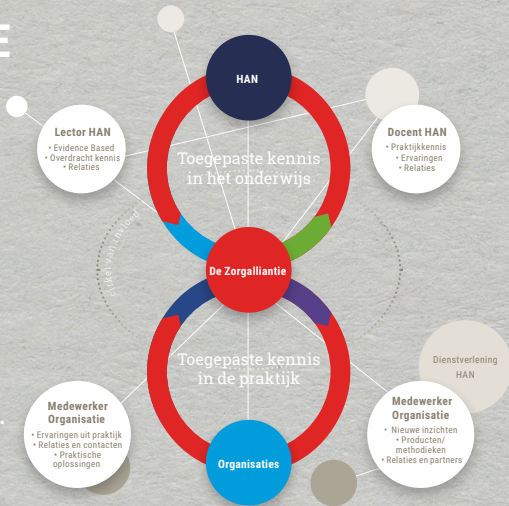 E
HAN
Lector HAN
• Evidence Based
• Overdracht kennis
• Relaties
Docent HAN
• Praktijkkennis
• Ervaringen
• Relaties
Toegepaste kennis
in het onderwijs
De Zorgalliantie
Toegepaste kennis
in de praktijk
Dienstverlening
HAN
Medewerker
Organisatie
• Ervaringen uit praktijk
• Relaties en contacten
• Praktische
oplossingen
Medewerker
Organisatie
• Nieuwe inzichten
• Producten/
methodieken
• Relaties en partners
Organisaties